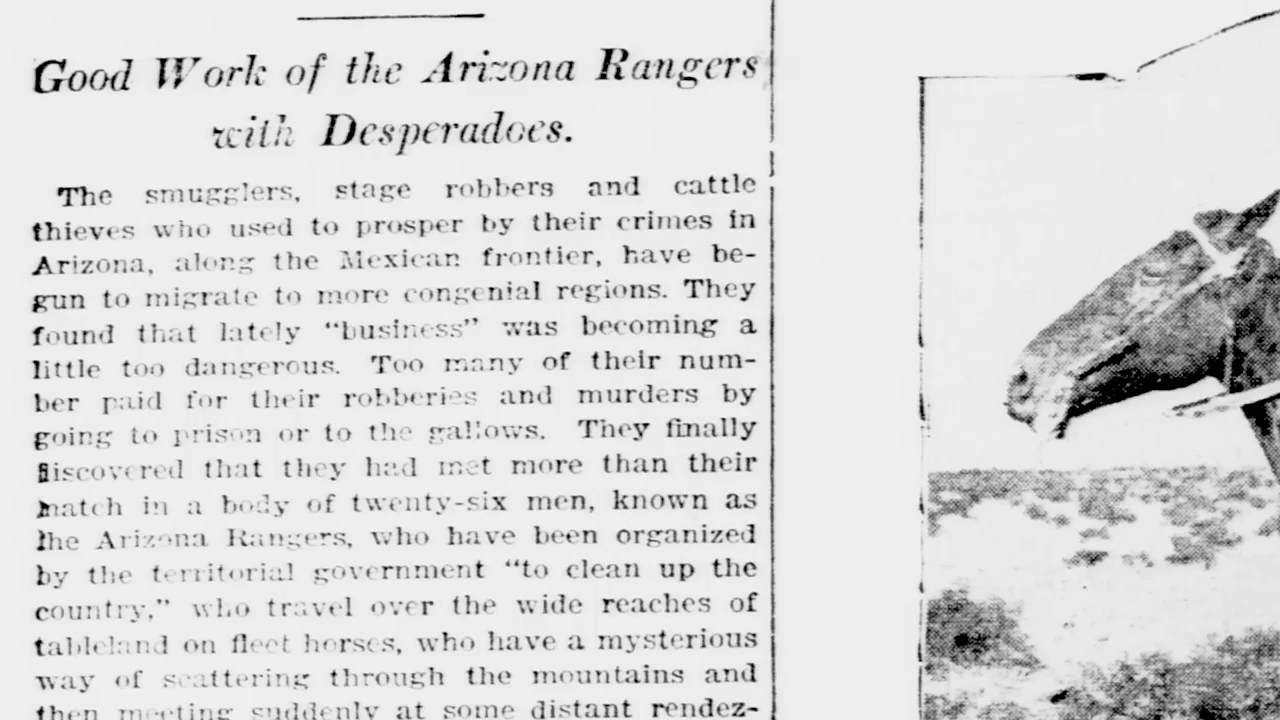 Good Work of the Arizona Rangers
with Desperadoes.
The smugglers, stage robbers and cattle
thieves who used to prosper by their crimes in
Arizona, along the Mexican frontier, have be-
gun to migrate to more congenial regions. They
found that lately “business” was becoming a
little too dangerous. Too many of their num-
ber paid for their robberies and murders by
going to prison or to the gallows. They finally
discovered that they had met more than their
match in a body of twenty-six men, known as
the Arizona Rangers, who have been organized
by the territorial government “to clean up the
country,” who travel over the wide reaches of
tableland on fleet horses, who have a mysterious
way of scattering through the mountains and
then meeting suddenly at some distant rendez-